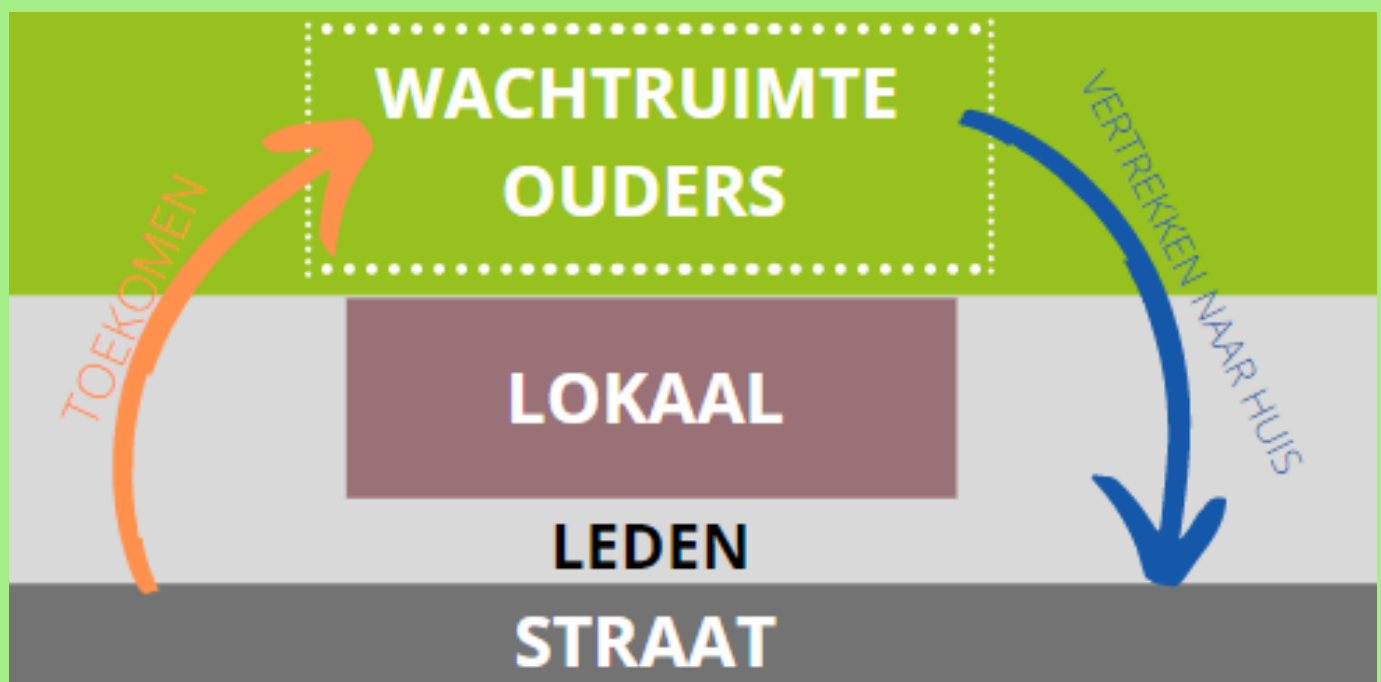 WACHTRUIMTE
OUDERS
TOEKOMEN
VERTREKKEN NAAR HUIS
LOKAAL
LEDEN
STRAAT